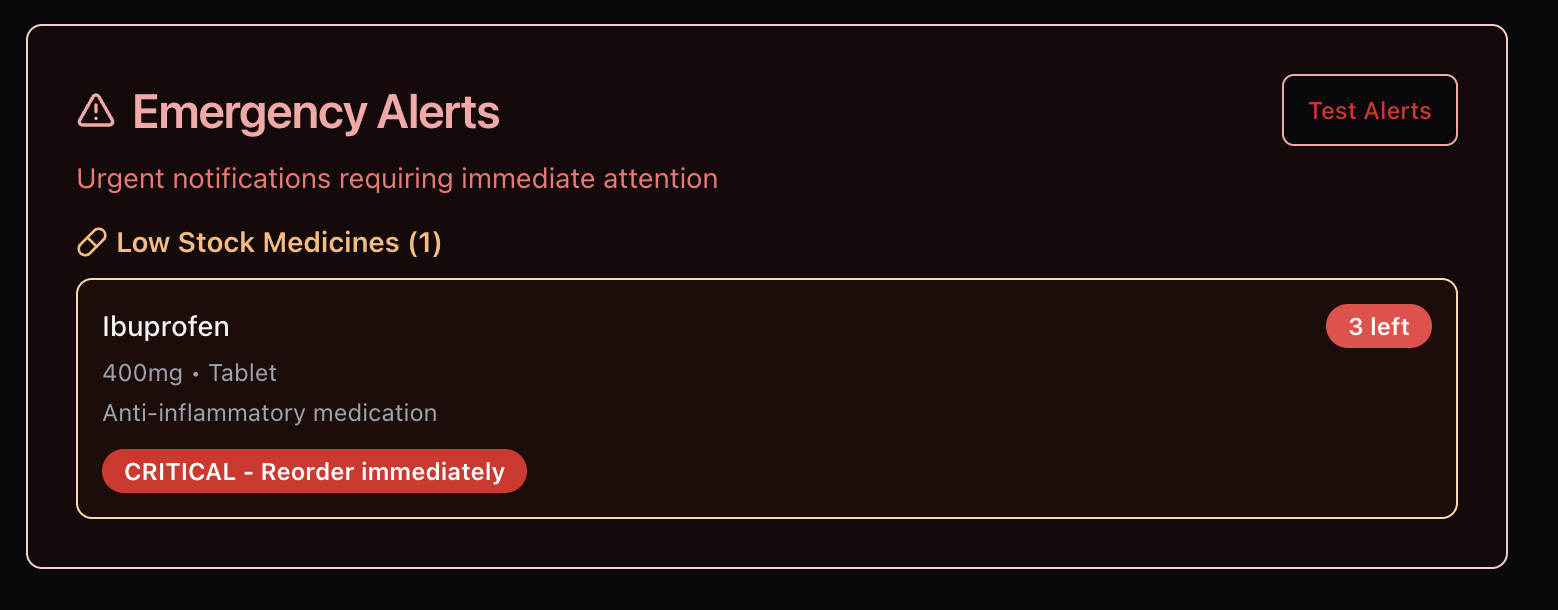 Emergency Alerts
Test Alerts
Urgent notifications requiring immediate attention
Low Stock Medicines (1)
Ibuprofen
3 left
400mg • Tablet
Anti-inflammatory medication
CRITICAL - Reorder immediately